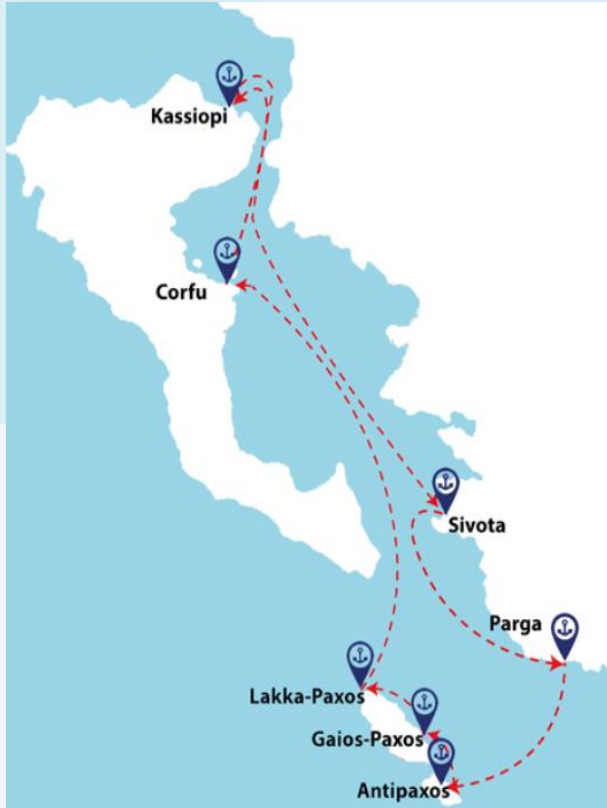 Kassiopi
Corfu
Sivota
Parga
Lakka-Paxos
Gaios-Paxos
Antipaxos